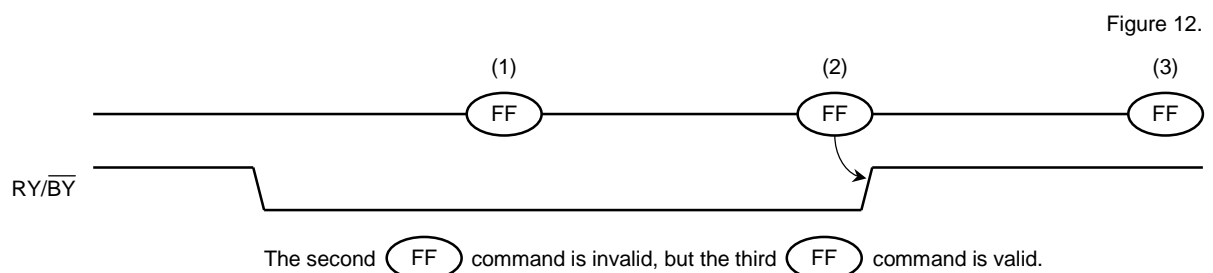 Figure 12.
(1) (2) (3)
FF FF FF
RY/BY
The second FF command is invalid, but the third FF command is valid.